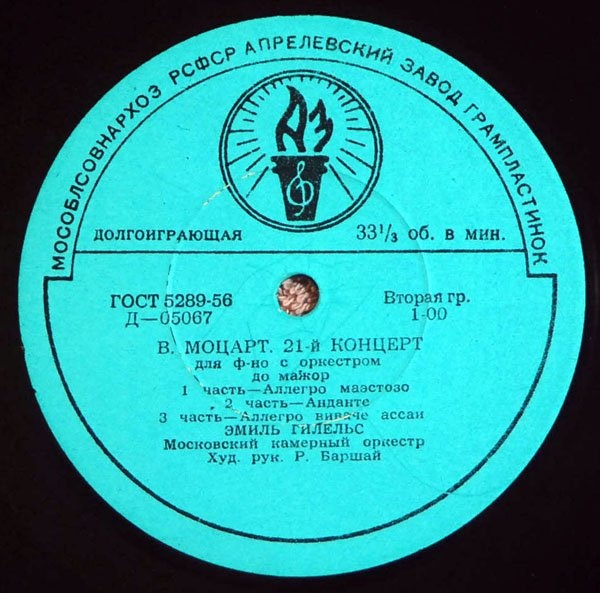 МОСОБЛСОВНАРХОЗ РСФСР АПРЕЛЕВСКИЙ ЗАВОД ГРАМПЛАСТИНОК
АЗ
ДОЛГОИГРАЮЩАЯ 33⅓ об. в мин.
ГОСТ 5289-56 Вторая гр.
Д—05067 1-00
В. МОЦАРТ. 21-й КОНЦЕРТ
для ф-но с оркестром
до мажор
1 часть—Аллегро маэстозо
2 часть—Анданте
3 часть—Аллегро виваче ассаи
ЭМИЛЬ ГИЛЕЛЬС
Московский камерный оркестр
Худ. рук. Р. Баршай